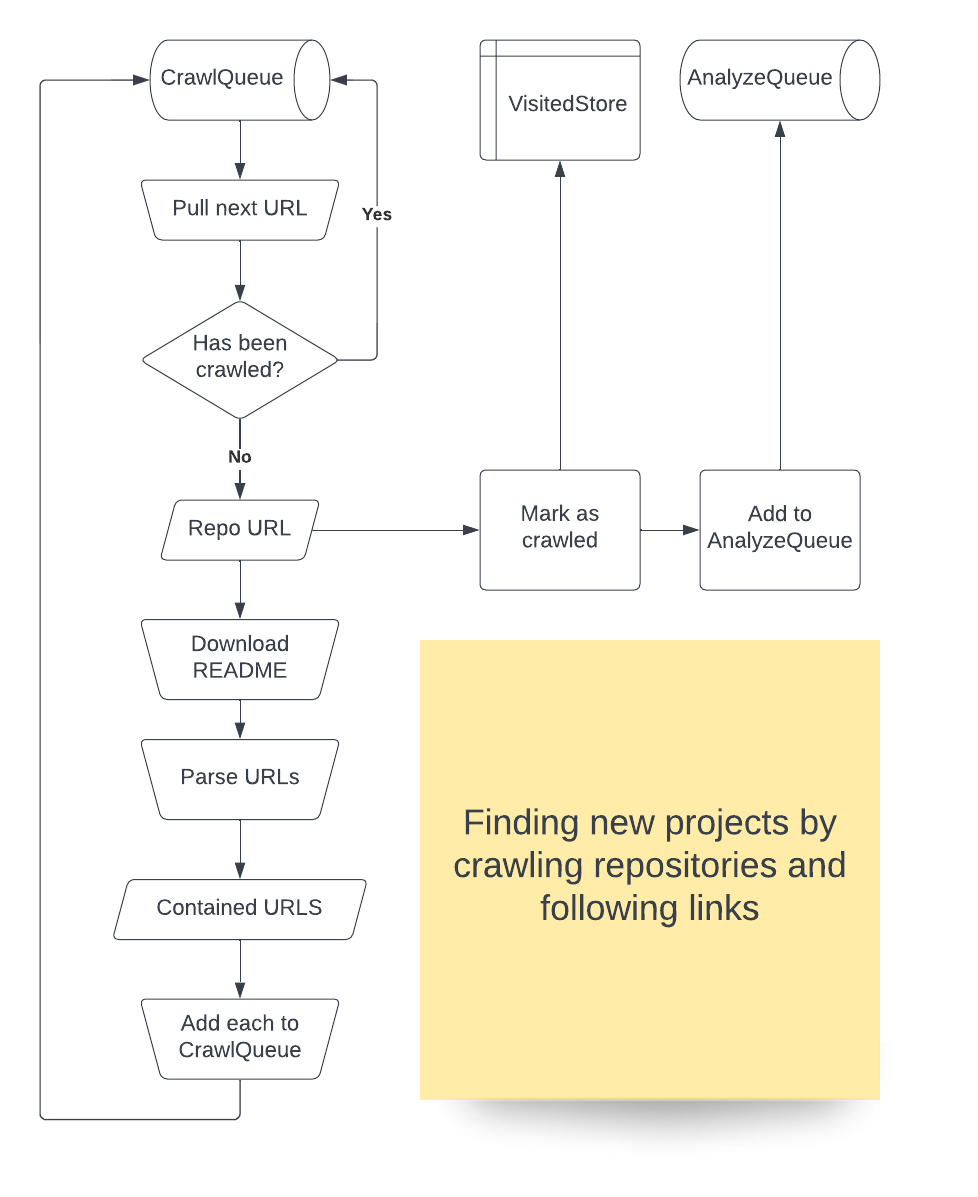 CrawlQueue
VisitedStore
AnalyzeQueue
Pull next URL
Yes
Has been
crawled?
No
Repo URL
Mark as
crawled
Add to
AnalyzeQueue
Download
README
Parse URLs
Contained URLS
Add each to
CrawlQueue
Finding new projects by
crawling repositories and
following links